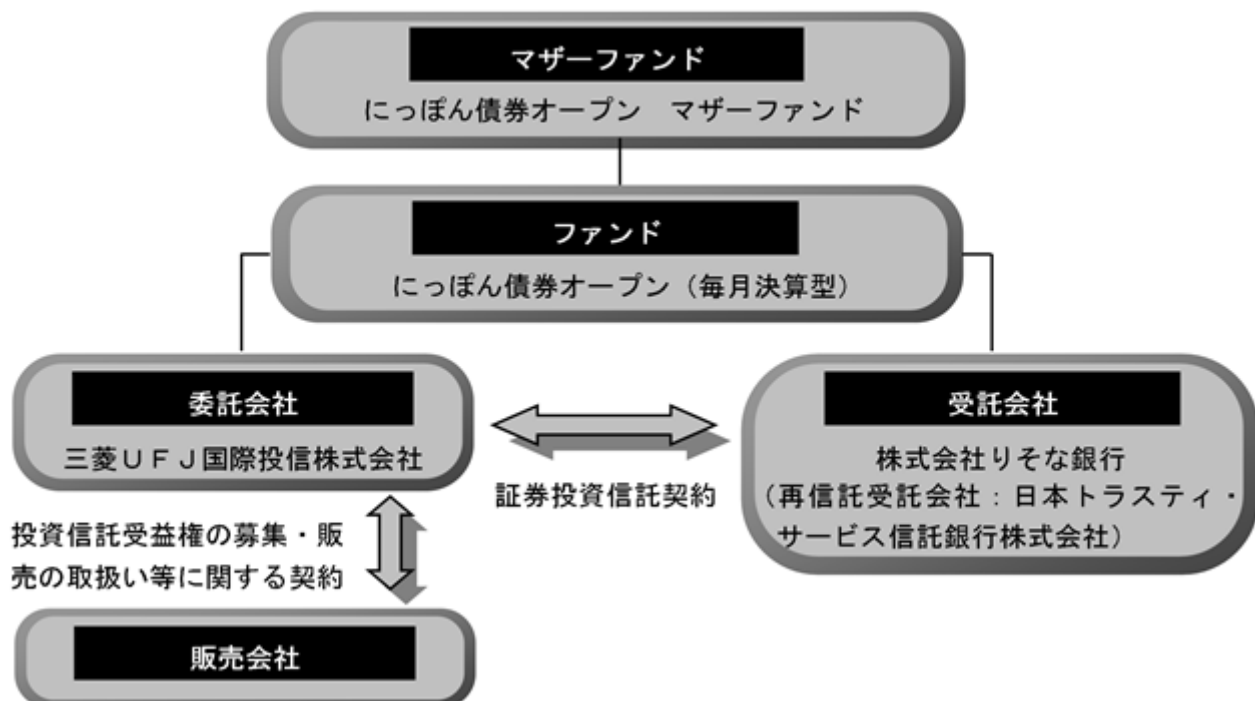 マザーファンド
にっぽん債券オープン　マザーファンド
ファンド
にっぽん債券オープン（毎月決算型）
委託会社
三菱ＵＦＪ国際投信株式会社
証券投資信託契約
受託会社
株式会社りそな銀行
（再信託受託会社：日本トラスティ・
サービス信託銀行株式会社）
投資信託受益権の募集・販
売の取扱い等に関する契約
販売会社